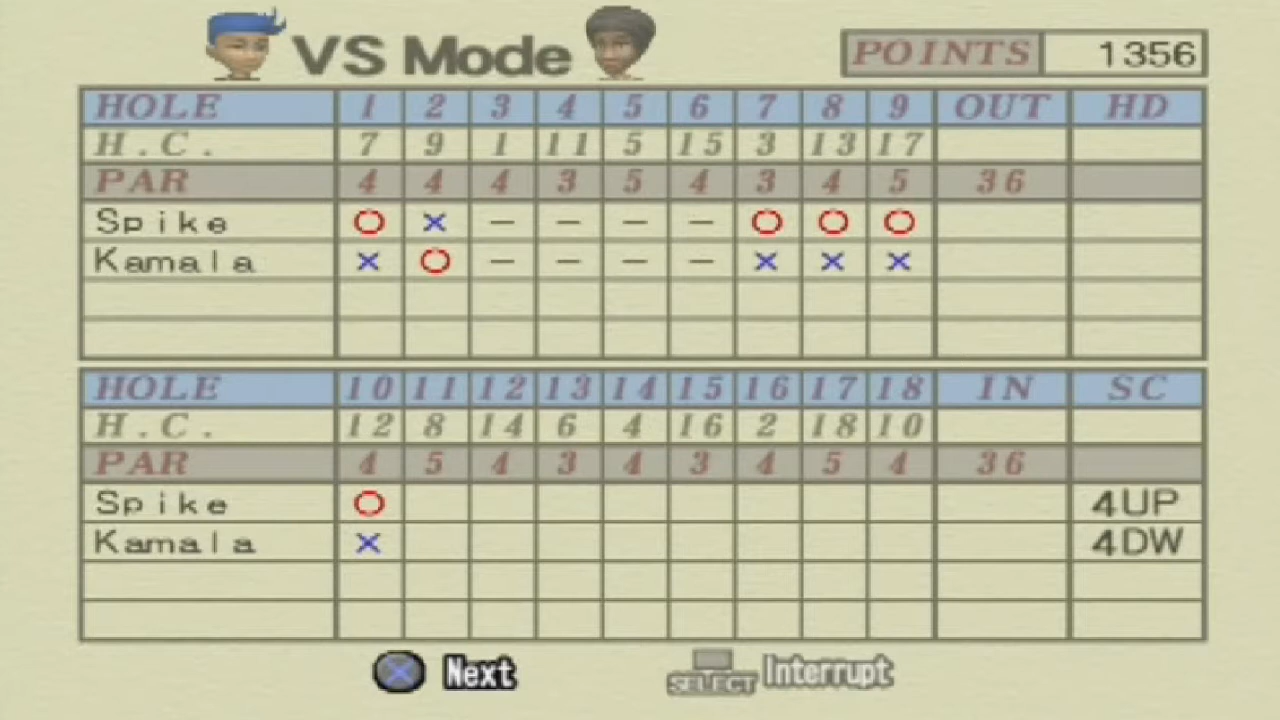 VS Mode POINTS 1356
HOLE 1 2 3 4 5 6 7 8 9 OUT HD
H.C. 7 9 1 11 5 15 3 13 17
PAR 4 4 4 3 5 4 3 4 5 36
Spike ○ × – – – – ○ ○ ○
Kamala × ○ – – – – × × ×
HOLE 10 11 12 13 14 15 16 17 18 IN SC
H.C. 12 8 14 6 4 16 2 18 10
PAR 4 5 4 3 4 3 4 5 4 36
Spike ○ 4UP
Kamala × 4DW
Next SELECT Interrupt